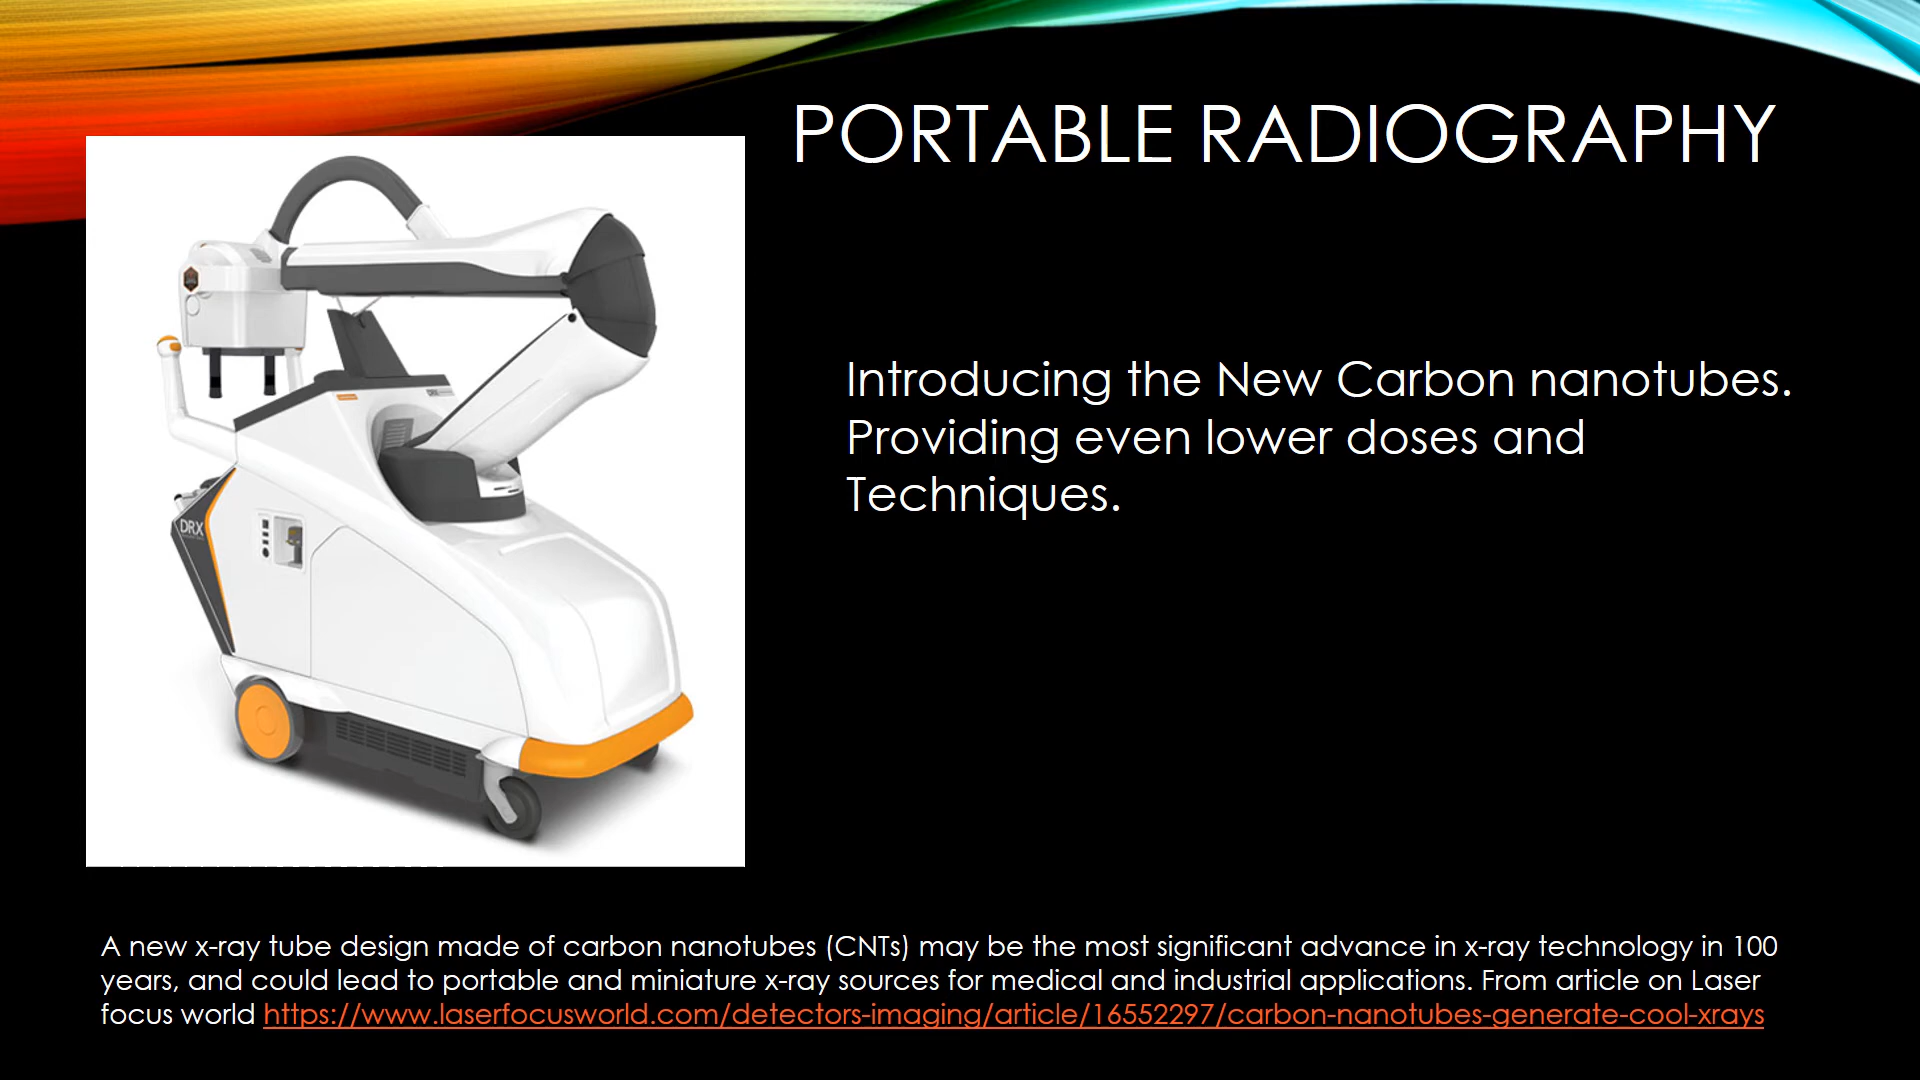 PORTABLE RADIOGRAPHY
Introducing the New Carbon nanotubes.
Providing even lower doses and
Techniques.
DRX
A new x-ray tube design made of carbon nanotubes (CNTs) may be the most significant advance in x-ray technology in 100
years, and could lead to portable and miniature x-ray sources for medical and industrial applications. From article on Laser
focus world https://www.laserfocusworld.com/detectors-imaging/article/16552297/carbon-nanotubes-generate-cool-xrays